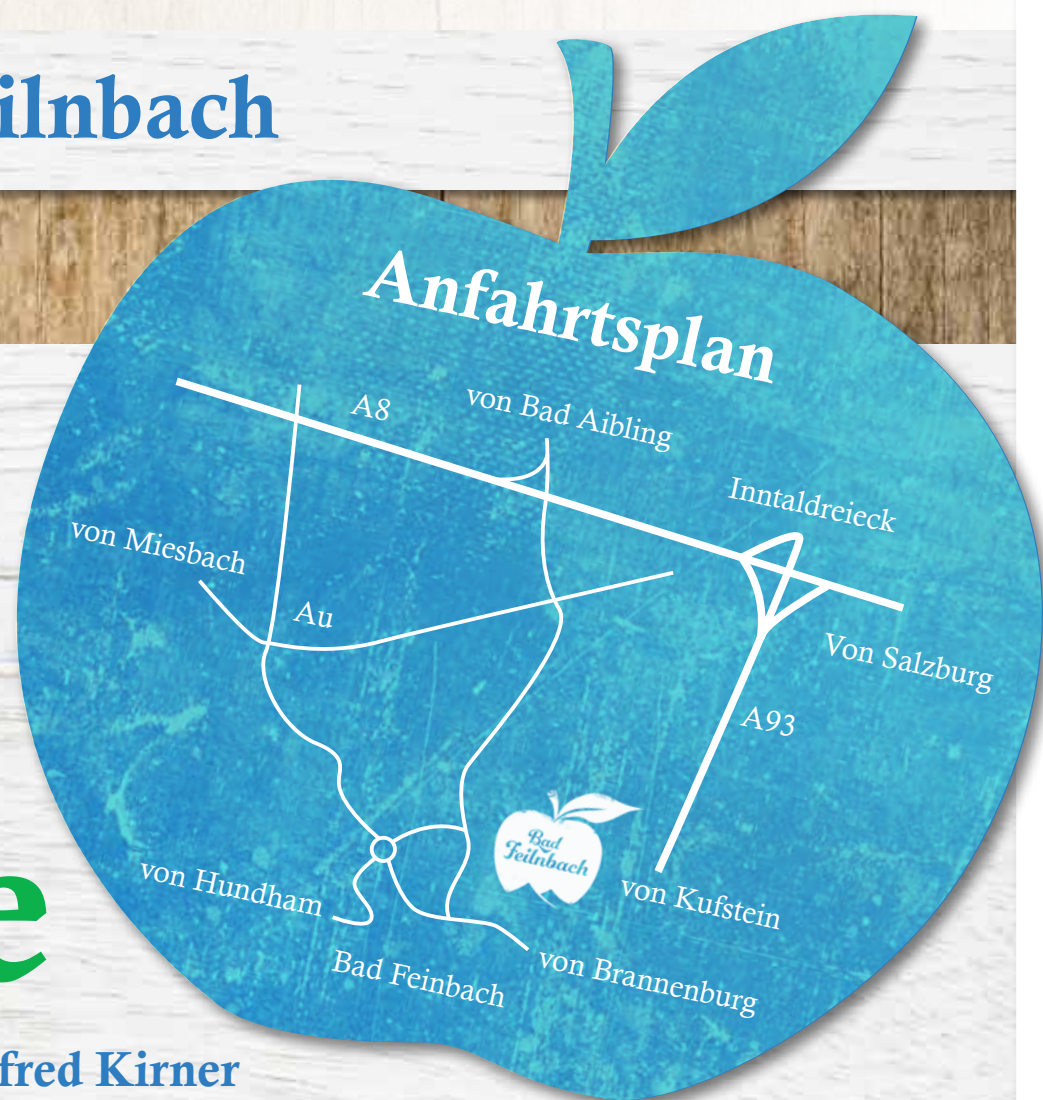 ilnbach
Anfahrtsplan
A8
von Bad Aibling
Inntaldreieck
von Miesbach
Au
Von Salzburg
A93
Bad
Feilnbach
von Hundham
von Kufstein
Bad Feinbach
von Brannenburg
e
fred Kirner